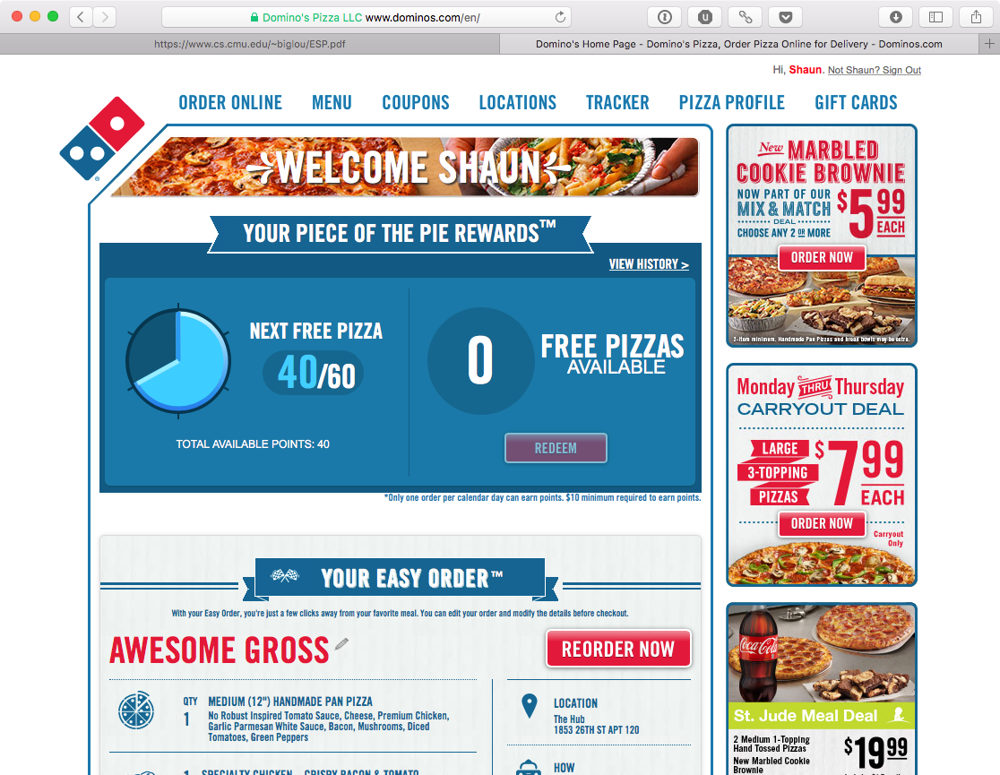 Domino's Pizza LLC www.dominos.com/en/
https://www.cs.cmu.edu/~biglou/ESP.pdf
Domino's Home Page - Domino's Pizza, Order Pizza Online for Delivery - Dominos.com
Hi, Shaun. Not Shaun? Sign Out
ORDER ONLINE MENU COUPONS LOCATIONS TRACKER PIZZA PROFILE GIFT CARDS
WELCOME SHAUN
YOUR PIECE OF THE PIE REWARDS™
VIEW HISTORY >
NEXT FREE PIZZA
40/60
TOTAL AVAILABLE POINTS: 40
0
FREE PIZZAS
AVAILABLE
REDEEM
*Only one order per calendar day can earn points. $10 minimum required to earn points.
YOUR EASY ORDER™
With your Easy Order, you're just a few clicks away from your favorite meal. You can edit your order and modify the details before checkout.
AWESOME GROSS
REORDER NOW
QTY
1
MEDIUM (12") HANDMADE PAN PIZZA
No Robust Inspired Tomato Sauce, Cheese, Premium Chicken,
Garlic Parmesan White Sauce, Bacon, Mushrooms, Diced
Tomatoes, Green Peppers
1 SPECIALTY CHICKEN - CRISPY BACON & TOMATO
LOCATION
The Hub
1853 26TH ST APT 120
HOW
New MARBLED
COOKIE BROWNIE
NOW PART OF OUR
MIX & MATCH
DEAL
CHOOSE ANY 2 OR MORE
$5.99
EACH
ORDER NOW
2-item minimum. Handmade Pan Pizzas and bread bowls may be extra.
Monday THRU Thursday
CARRYOUT DEAL
LARGE
3-TOPPING
PIZZAS
$799
EACH
ORDER NOW
Carryout
Only
Coca-Cola
St. Jude Meal Deal
2 Medium 1-Topping
Hand Tossed Pizzas
New Marbled Cookie
Brownie
$1999